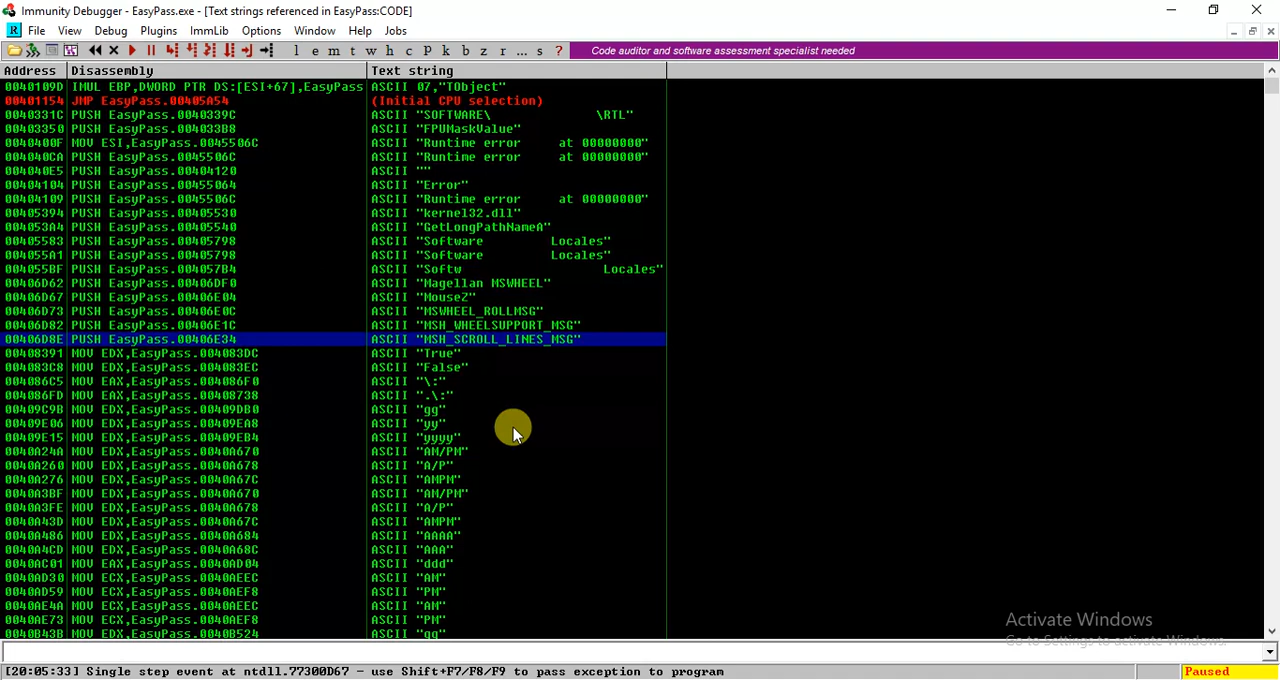 Immunity Debugger - EasyPass.exe - [Text strings referenced in EasyPass:CODE]
File View Debug Plugins ImmLib Options Window Help Jobs
l e m t w h c p k b z r ... s ? Code auditor and software assessment specialist needed
Address Disassembly Text string
0040109D IMUL EBP,DWORD PTR DS:[ESI+67],EasyPass ASCII 07,"TObject"
00401154 JMP EasyPass.00405A54 (Initial CPU selection)
0040331C PUSH EasyPass.0040339C ASCII "SOFTWARE\ \RTL"
00403350 PUSH EasyPass.004033B8 ASCII "FPUMaskValue"
0040400F MOV ESI,EasyPass.0045506C ASCII "Runtime error at 00000000"
004040CA PUSH EasyPass.0045506C ASCII "Runtime error at 00000000"
004040E5 PUSH EasyPass.00404120 ASCII ""
00404104 PUSH EasyPass.00455064 ASCII "Error"
00404109 PUSH EasyPass.0045506C ASCII "Runtime error at 00000000"
00405394 PUSH EasyPass.00405530 ASCII "kernel32.dll"
004053A4 PUSH EasyPass.00405540 ASCII "GetLongPathNameA"
00405583 PUSH EasyPass.00405798 ASCII "Software Locales"
004055A1 PUSH EasyPass.00405798 ASCII "Software Locales"
004055BF PUSH EasyPass.004057B4 ASCII "Softw Locales"
00406D62 PUSH EasyPass.00406DF0 ASCII "Magellan MSWHEEL"
00406D67 PUSH EasyPass.00406E04 ASCII "MouseZ"
00406D73 PUSH EasyPass.00406E0C ASCII "MSWHEEL_ROLLMSG"
00406D82 PUSH EasyPass.00406E1C ASCII "MSH_WHEELSUPPORT_MSG"
00406D8E PUSH EasyPass.00406E34 ASCII "MSH_SCROLL_LINES_MSG"
00408391 MOV EDX,EasyPass.004083DC ASCII "True"
004083C8 MOV EDX,EasyPass.004083EC ASCII "False"
004086C5 MOV EAX,EasyPass.004086F0 ASCII "\:"
004086FD MOV EAX,EasyPass.00408738 ASCII ".\:"
00409C9B MOV EDX,EasyPass.00409DB0 ASCII "gg"
00409E06 MOV EDX,EasyPass.00409EA8 ASCII "yy"
00409E15 MOV EDX,EasyPass.00409EB4 ASCII "yyyy"
0040A24A MOV EDX,EasyPass.0040A670 ASCII "AM/PM"
0040A260 MOV EDX,EasyPass.0040A678 ASCII "A/P"
0040A276 MOV EDX,EasyPass.0040A67C ASCII "AMPM"
0040A3BF MOV EDX,EasyPass.0040A670 ASCII "AM/PM"
0040A3FE MOV EDX,EasyPass.0040A678 ASCII "A/P"
0040A43D MOV EDX,EasyPass.0040A67C ASCII "AMPM"
0040A486 MOV EDX,EasyPass.0040A684 ASCII "AAAA"
0040A4CD MOV EDX,EasyPass.0040A68C ASCII "AAA"
0040AC01 MOV EAX,EasyPass.0040AD04 ASCII "ddd"
0040AD30 MOV ECX,EasyPass.0040AEEC ASCII "AM"
0040AD59 MOV ECX,EasyPass.0040AEF8 ASCII "PM"
0040AE4A MOV ECX,EasyPass.0040AEEC ASCII "AM"
0040AE73 MOV ECX,EasyPass.0040AEF8 ASCII "PM"
0040B43B MOV EDX,EasyPass.0040B524 ASCII "gg"
Activate Windows
Go to Settings to activate Windows.
[20:05:33] Single step event at ntdll.77300D67 - use Shift+F7/F8/F9 to pass exception to program Paused